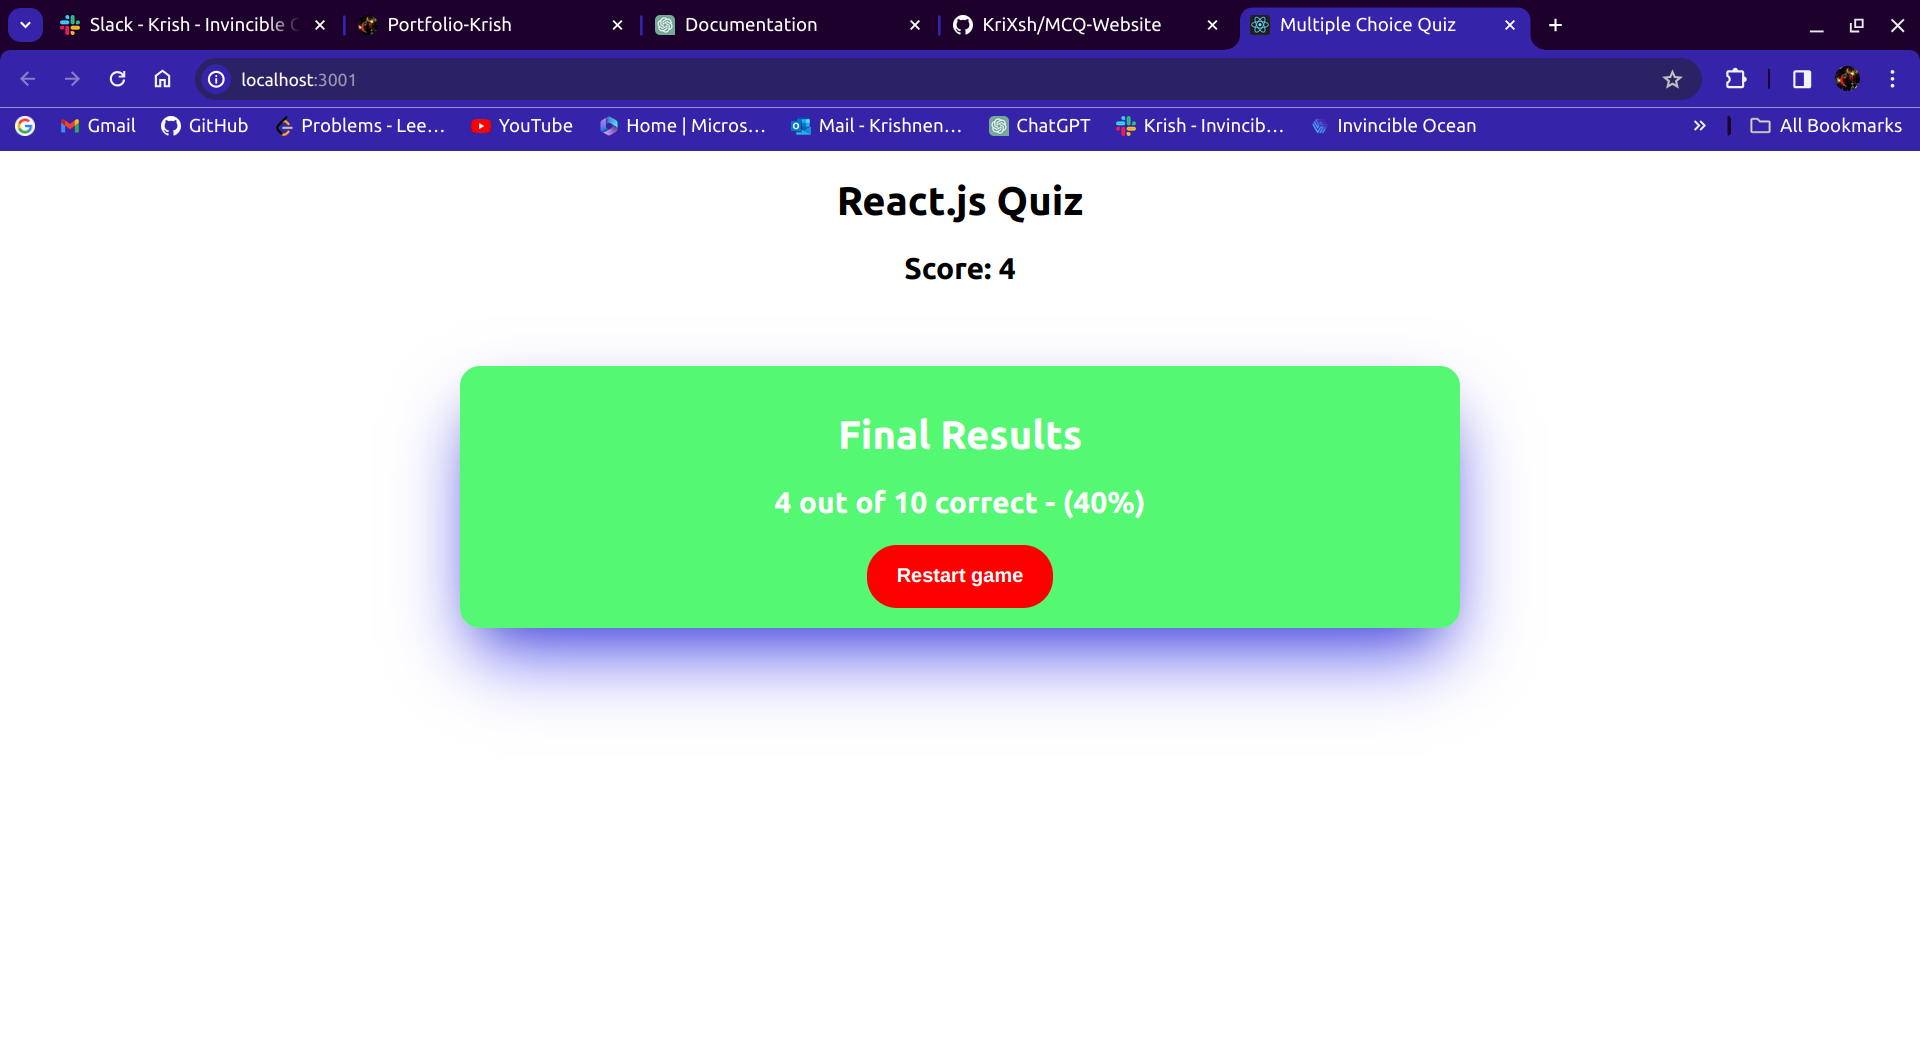 Slack - Krish - Invincible
Portfolio-Krish
Documentation
KriXsh/MCQ-Website
Multiple Choice Quiz
localhost:3001
Gmail
GitHub
Problems - Lee...
YouTube
Home | Micros...
Mail - Krishnen...
ChatGPT
Krish - Invincib...
Invincible Ocean
All Bookmarks
React.js Quiz
Score: 4
Final Results
4 out of 10 correct - (40%)
Restart game